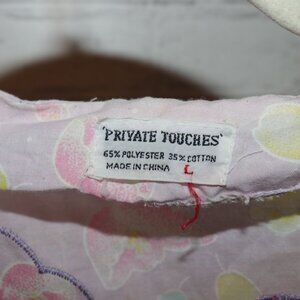 'PRIVATE TOUCHES'
65% POLYESTER 35% COTTON
MADE IN CHINA L